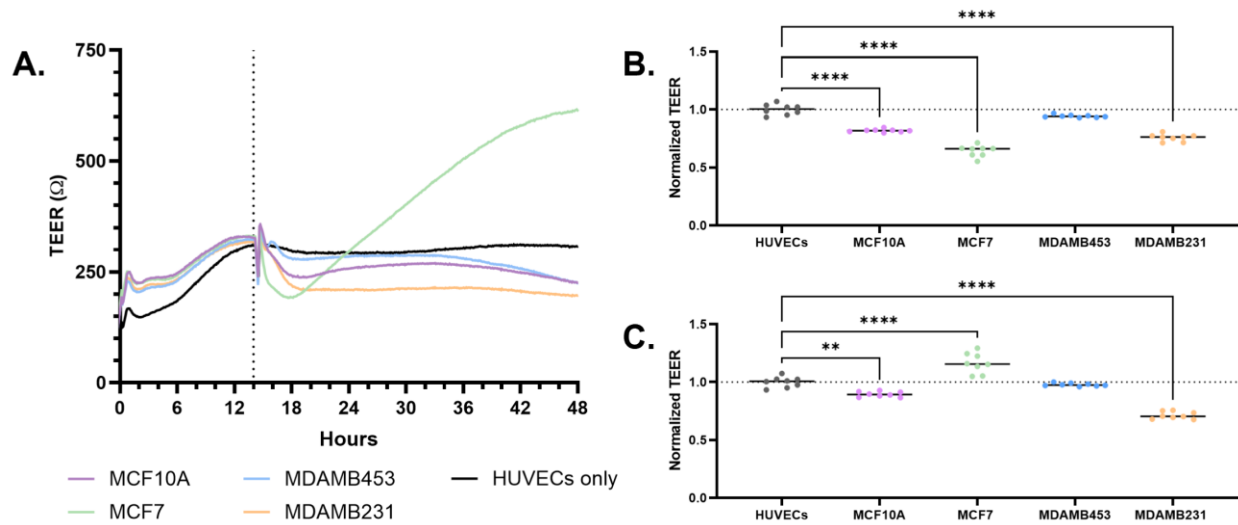 A.
TEER (Ω)
750
500
250
0
0 6 12 18 24 30 36 42 48
Hours
MCF10A MDAMB453 HUVECs only
MCF7 MDAMB231
B.
****
****
****
Normalized TEER
1.5
1.0
0.5
0.0
HUVECs MCF10A MCF7 MDAMB453 MDAMB231
C.
****
****
**
Normalized TEER
1.5
1.0
0.5
0.0
HUVECs MCF10A MCF7 MDAMB453 MDAMB231